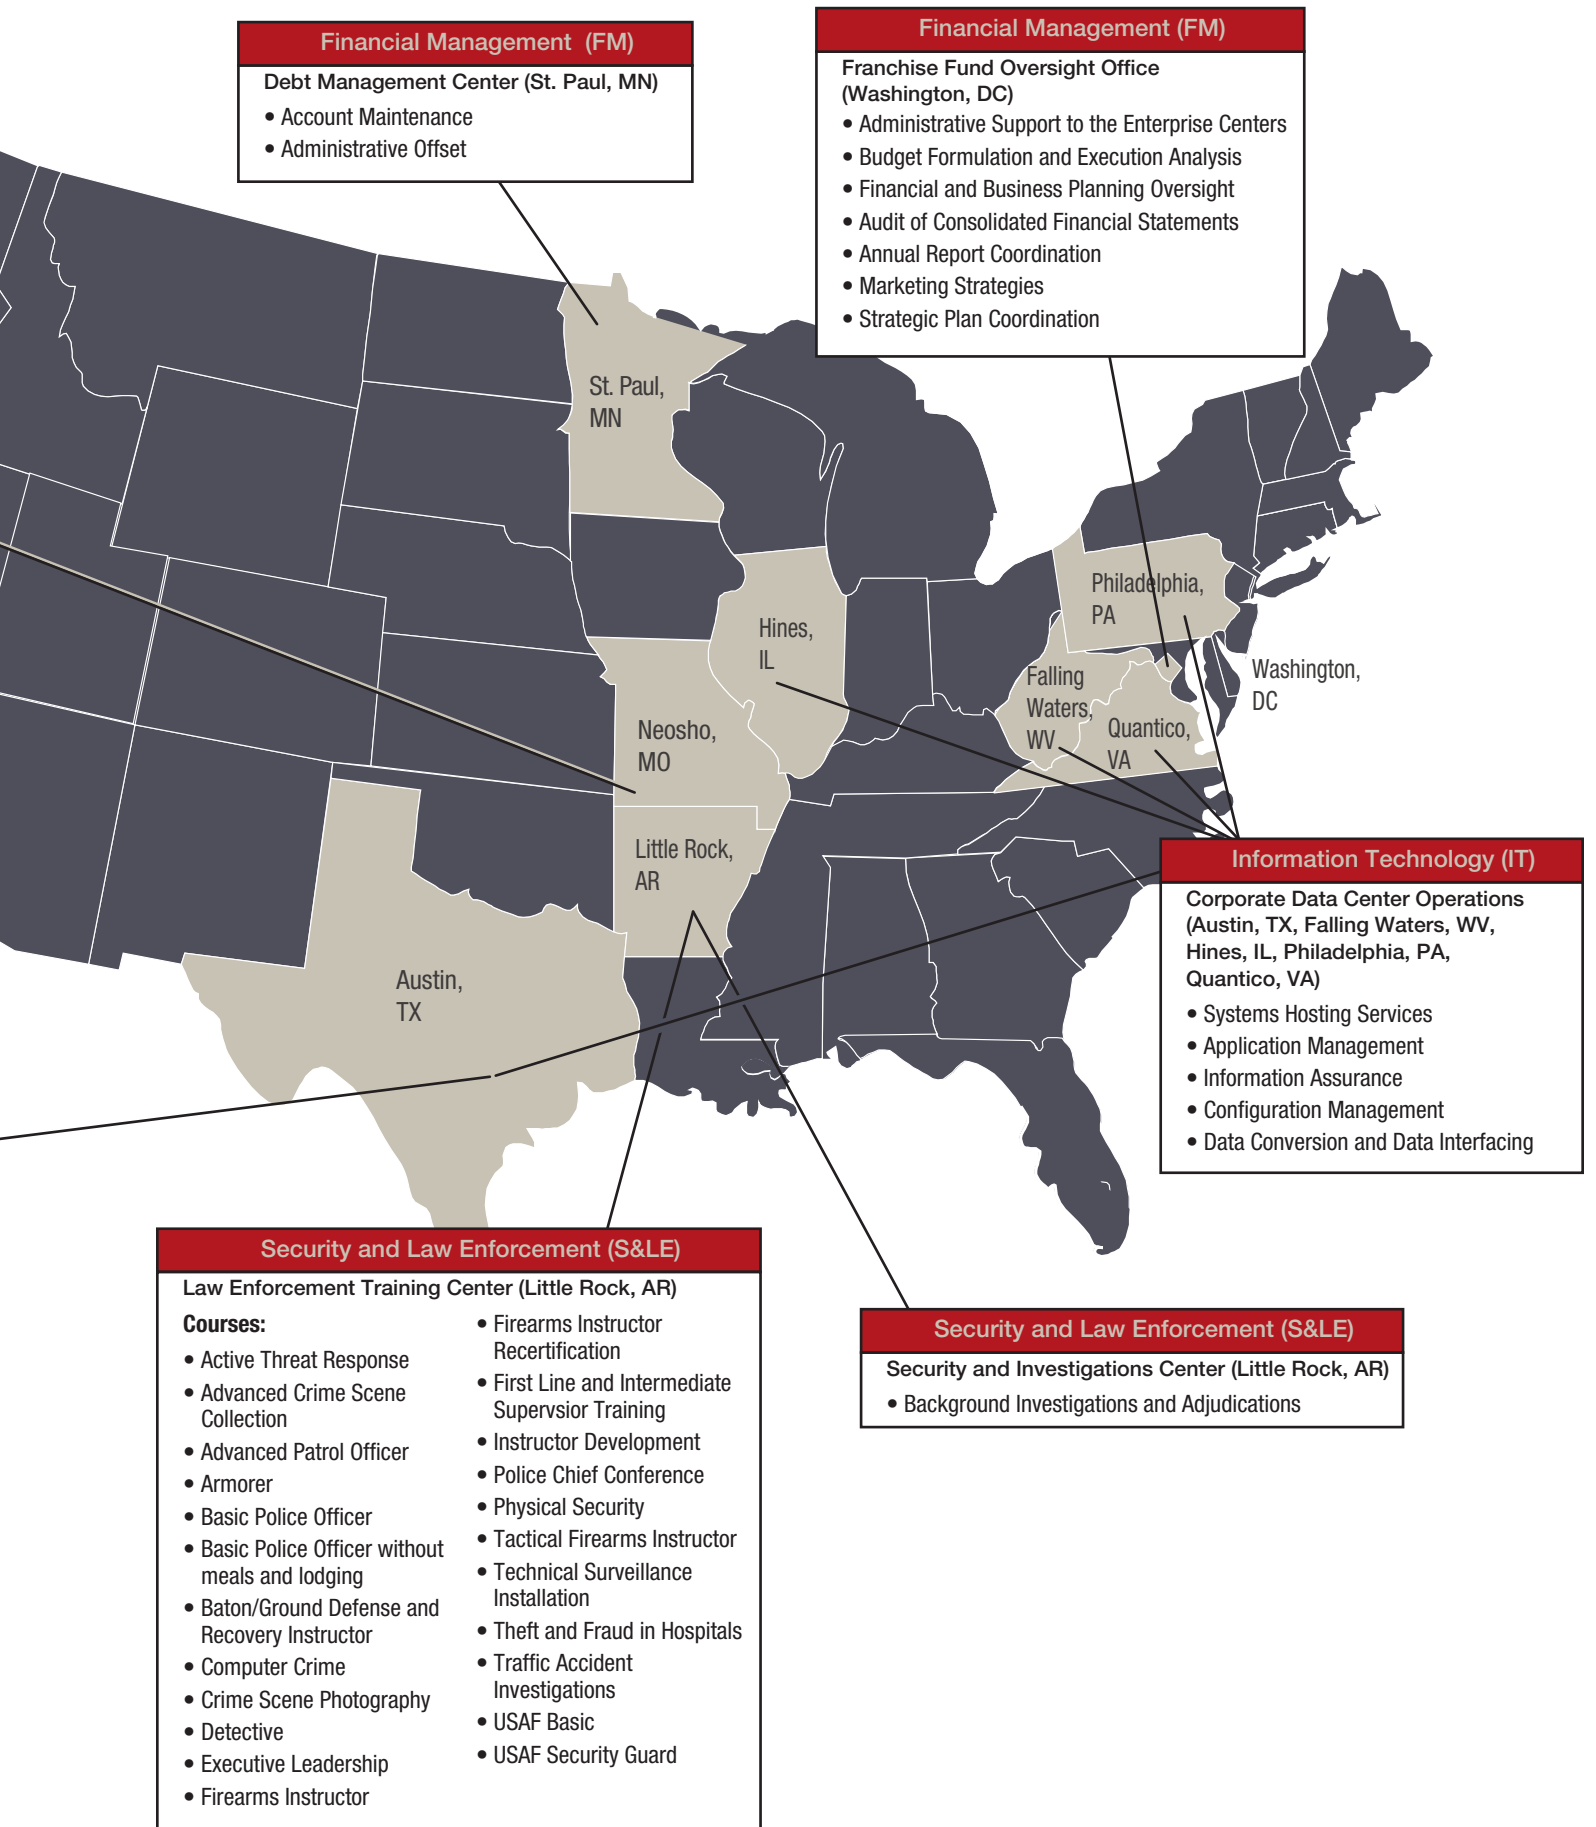 Financial Management (FM)
Debt Management Center (St. Paul, MN)
• Account Maintenance
• Administrative Offset
Financial Management (FM)
Franchise Fund Oversight Office
(Washington, DC)
• Administrative Support to the Enterprise Centers
• Budget Formulation and Execution Analysis
• Financial and Business Planning Oversight
• Audit of Consolidated Financial Statements
• Annual Report Coordination
• Marketing Strategies
• Strategic Plan Coordination
St. Paul,
MN
Philadelphia,
PA
Hines,
IL
Falling
Waters,
WV
Washington,
DC
Quantico,
VA
Neosho,
MO
Little Rock,
AR
Austin,
TX
Information Technology (IT)
Corporate Data Center Operations
(Austin, TX, Falling Waters, WV,
Hines, IL, Philadelphia, PA,
Quantico, VA)
• Systems Hosting Services
• Application Management
• Information Assurance
• Configuration Management
• Data Conversion and Data Interfacing
Security and Law Enforcement (S&LE)
Law Enforcement Training Center (Little Rock, AR)
Courses:
• Active Threat Response
• Advanced Crime Scene
Collection
• Advanced Patrol Officer
• Armorer
• Basic Police Officer
• Basic Police Officer without
meals and lodging
• Baton/Ground Defense and
Recovery Instructor
• Computer Crime
• Crime Scene Photography
• Detective
• Executive Leadership
• Firearms Instructor
• Firearms Instructor
Recertification
• First Line and Intermediate
Supervsior Training
• Instructor Development
• Police Chief Conference
• Physical Security
• Tactical Firearms Instructor
• Technical Surveillance
Installation
• Theft and Fraud in Hospitals
• Traffic Accident
Investigations
• USAF Basic
• USAF Security Guard
Security and Law Enforcement (S&LE)
Security and Investigations Center (Little Rock, AR)
• Background Investigations and Adjudications